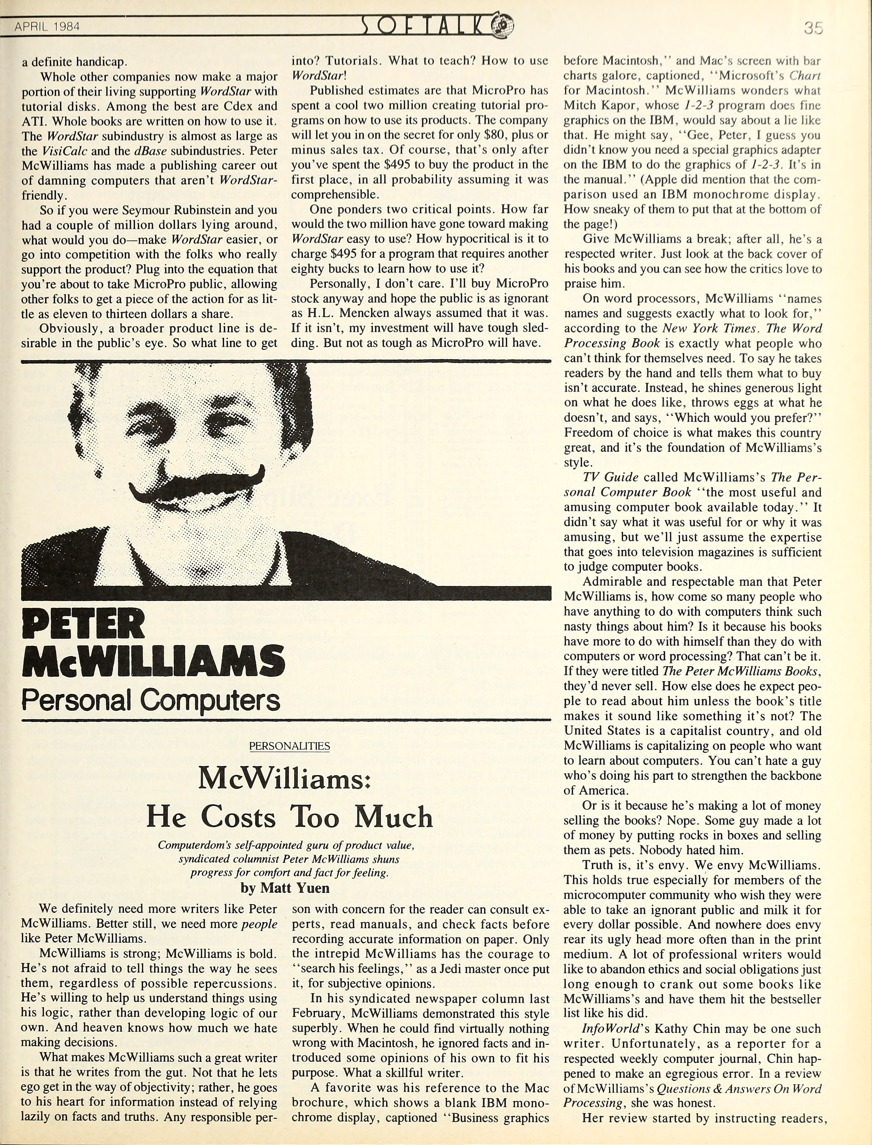 APRIL 1984
SOFTALK
35
a definite handicap.
Whole other companies now make a major
portion of their living supporting WordStar with
tutorial disks. Among the best are Cdex and
ATI. Whole books are written on how to use it.
The WordStar subindustry is almost as large as
the VisiCalc and the dBase subindustries. Peter
McWilliams has made a publishing career out
of damning computers that aren't WordStar-
friendly.
So if you were Seymour Rubinstein and you
had a couple of million dollars lying around,
what would you do—make WordStar easier, or
go into competition with the folks who really
support the product? Plug into the equation that
you're about to take MicroPro public, allowing
other folks to get a piece of the action for as lit-
tle as eleven to thirteen dollars a share.
Obviously, a broader product line is de-
sirable in the public's eye. So what line to get
into? Tutorials. What to teach? How to use
WordStar!
Published estimates are that MicroPro has
spent a cool two million creating tutorial pro-
grams on how to use its products. The company
will let you in on the secret for only $80, plus or
minus sales tax. Of course, that's only after
you've spent the $495 to buy the product in the
first place, in all probability assuming it was
comprehensible.
One ponders two critical points. How far
would the two million have gone toward making
WordStar easy to use? How hypocritical is it to
charge $495 for a program that requires another
eighty bucks to learn how to use it?
Personally, I don't care. I'll buy MicroPro
stock anyway and hope the public is as ignorant
as H.L. Mencken always assumed that it was.
If it isn't, my investment will have tough sled-
ding. But not as tough as MicroPro will have.
PETER
McWILLIAMS
Personal Computers
PERSONALITIES
McWilliams:
He Costs Too Much
Computerdom's self-appointed guru of product value,
syndicated columnist Peter McWilliams shuns
progress for comfort and fact for feeling.
by Matt Yuen
We definitely need more writers like Peter
McWilliams. Better still, we need more people
like Peter McWilliams.
McWilliams is strong; McWilliams is bold.
He's not afraid to tell things the way he sees
them, regardless of possible repercussions.
He's willing to help us understand things using
his logic, rather than developing logic of our
own. And heaven knows how much we hate
making decisions.
What makes McWilliams such a great writer
is that he writes from the gut. Not that he lets
ego get in the way of objectivity; rather, he goes
to his heart for information instead of relying
lazily on facts and truths. Any responsible per-
son with concern for the reader can consult ex-
perts, read manuals, and check facts before
recording accurate information on paper. Only
the intrepid McWilliams has the courage to
"search his feelings," as a Jedi master once put
it, for subjective opinions.
In his syndicated newspaper column last
February, McWilliams demonstrated this style
superbly. When he could find virtually nothing
wrong with Macintosh, he ignored facts and in-
troduced some opinions of his own to fit his
purpose. What a skillful writer.
A favorite was his reference to the Mac
brochure, which shows a blank IBM mono-
chrome display, captioned "Business graphics
before Macintosh," and Mac's screen with bar
charts galore, captioned, "Microsoft's Chart
for Macintosh." McWilliams wonders what
Mitch Kapor, whose 1-2-3 program does fine
graphics on the IBM, would say about a lie like
that. He might say, "Gee, Peter, I guess you
didn't know you need a special graphics adapter
on the IBM to do the graphics of 1-2-3. It's in
the manual." (Apple did mention that the com-
parison used an IBM monochrome display.
How sneaky of them to put that at the bottom of
the page!)
Give McWilliams a break; after all, he's a
respected writer. Just look at the back cover of
his books and you can see how the critics love to
praise him.
On word processors, McWilliams "names
names and suggests exactly what to look for,"
according to the New York Times. The Word
Processing Book is exactly what people who
can't think for themselves need. To say he takes
readers by the hand and tells them what to buy
isn't accurate. Instead, he shines generous light
on what he does like, throws eggs at what he
doesn't, and says, "Which would you prefer?"
Freedom of choice is what makes this country
great, and it's the foundation of McWilliams's
style.
TV Guide called McWilliams's The Per-
sonal Computer Book "the most useful and
amusing computer book available today." It
didn't say what it was useful for or why it was
amusing, but we'll just assume the expertise
that goes into television magazines is sufficient
to judge computer books.
Admirable and respectable man that Peter
McWilliams is, how come so many people who
have anything to do with computers think such
nasty things about him? Is it because his books
have more to do with himself than they do with
computers or word processing? That can't be it.
If they were titled The Peter McWilliams Books,
they'd never sell. How else does he expect peo-
ple to read about him unless the book's title
makes it sound like something it's not? The
United States is a capitalist country, and old
McWilliams is capitalizing on people who want
to learn about computers. You can't hate a guy
who's doing his part to strengthen the backbone
of America.
Or is it because he's making a lot of money
selling the books? Nope. Some guy made a lot
of money by putting rocks in boxes and selling
them as pets. Nobody hated him.
Truth is, it's envy. We envy McWilliams.
This holds true especially for members of the
microcomputer community who wish they were
able to take an ignorant public and milk it for
every dollar possible. And nowhere does envy
rear its ugly head more often than in the print
medium. A lot of professional writers would
like to abandon ethics and social obligations just
long enough to crank out some books like
McWilliams's and have them hit the bestseller
list like his did.
InfoWorld's Kathy Chin may be one such
writer. Unfortunately, as a reporter for a
respected weekly computer journal, Chin hap-
pened to make an egregious error. In a review
of McWilliams's Questions & Answers On Word
Processing, she was honest.
Her review started by instructing readers,